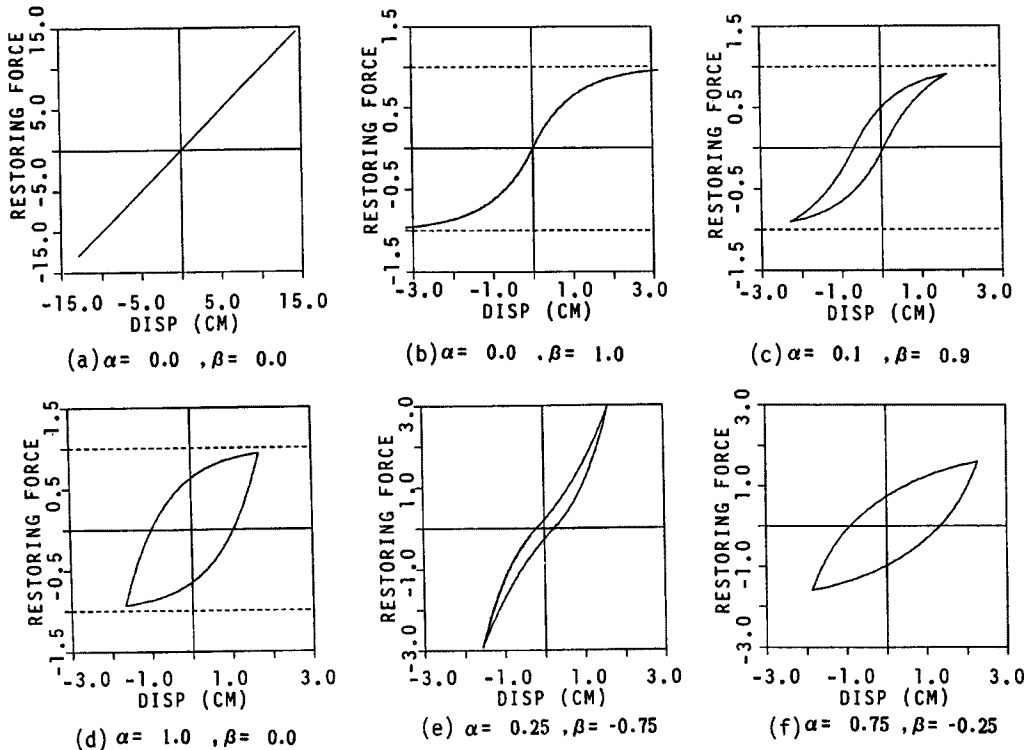 RESTORING FORCE
15.0
5.0
-5.0
-15.0
-15.0 -5.0 5.0 15.0
DISP (CM)
(a) α= 0.0 ,β= 0.0
RESTORING FORCE
1.5
0.5
-0.5
-1.5
-3.0 -1.0 1.0 3.0
DISP (CM)
(b) α= 0.0 ,β= 1.0
RESTORING FORCE
1.5
0.5
-0.5
-1.5
-3.0 -1.0 1.0 3.0
DISP (CM)
(c) α= 0.1 ,β= 0.9
RESTORING FORCE
1.5
0.5
-0.5
-1.5
-3.0 -1.0 1.0 3.0
DISP (CM)
(d) α= 1.0 ,β= 0.0
RESTORING FORCE
3.0
1.0
-1.0
-3.0
-3.0 -1.0 1.0 3.0
DISP (CM)
(e) α= 0.25 ,β= -0.75
RESTORING FORCE
3.0
1.0
-1.0
-3.0
-3.0 -1.0 1.0 3.0
DISP (CM)
(f) α= 0.75 ,β= -0.25